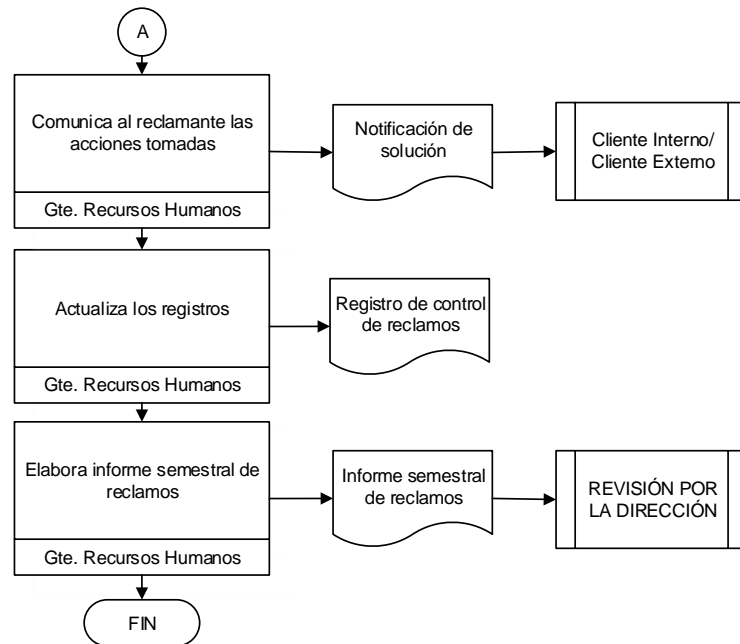 A
Comunica al reclamante las
acciones tomadas
Gte. Recursos Humanos
Notificación de
solución
Cliente Interno/
Cliente Externo
Actualiza los registros
Gte. Recursos Humanos
Registro de control
de reclamos
Elabora informe semestral de
reclamos
Gte. Recursos Humanos
Informe semestral
de reclamos
REVISIÓN POR
LA DIRECCIÓN
FIN